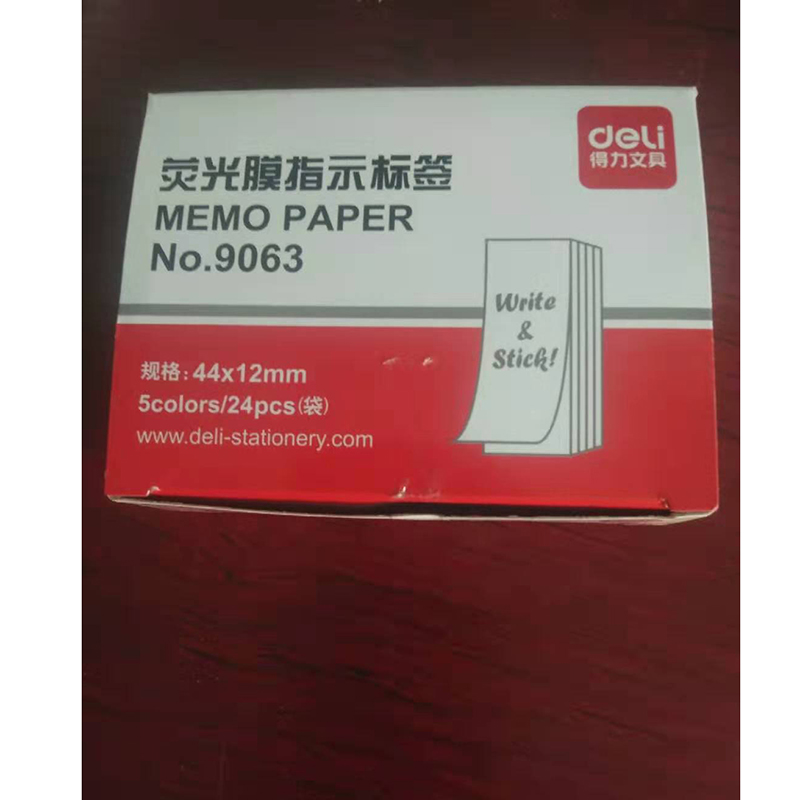 deli
得力文具
荧光膜指示标签
MEMO PAPER
No.9063
Write
&
Stick!
规格: 44x12mm
5colors/24pcs(袋)
www.deli-stationery.com